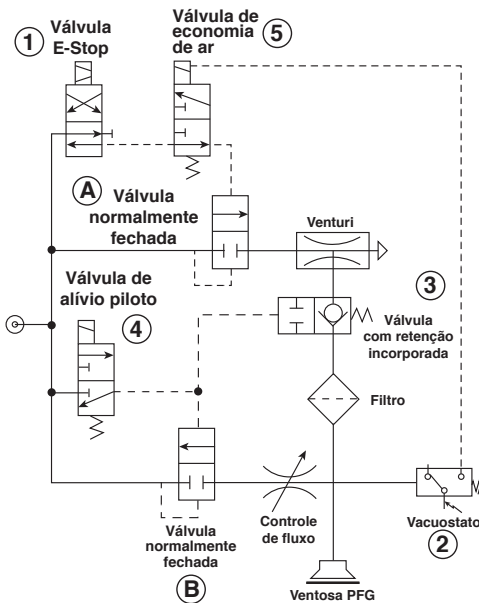 1
Válvula
E-Stop
Válvula de
economia
de ar
5
A
Válvula
normalmente
fechada
Venturi
Válvula de
alívio piloto
4
3
Válvula
com retenção
incorporada
Filtro
Válvula
normalmente
fechada
B
Controle
de fluxo
Vacuostato
2
Ventosa PFG